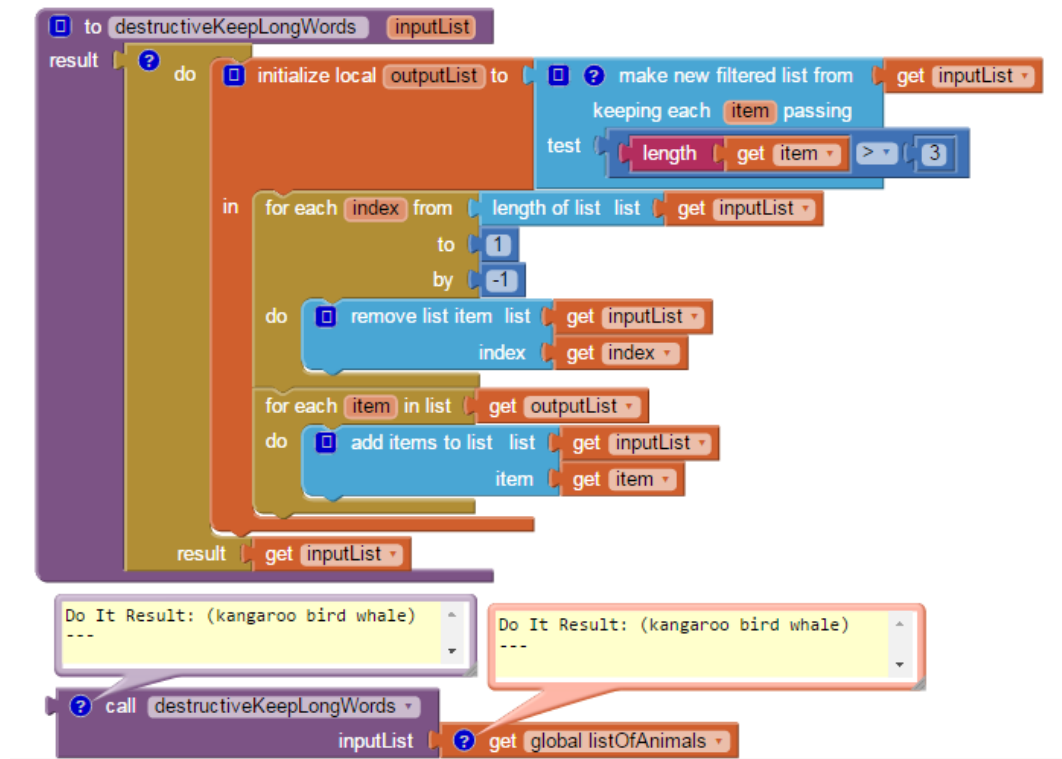 to destructiveKeepLongWords inputList
result
do initialize local outputList to make new filtered list from get inputList
keeping each item passing
test length get item > 3
in for each index from length of list list get inputList
to 1
by -1
do remove list item list get inputList
index get index
for each item in list get outputList
do add items to list list get inputList
item get item
result get inputList
Do It Result: (kangaroo bird whale)
---
Do It Result: (kangaroo bird whale)
---
? call destructiveKeepLongWords
inputList ? get global listOfAnimals